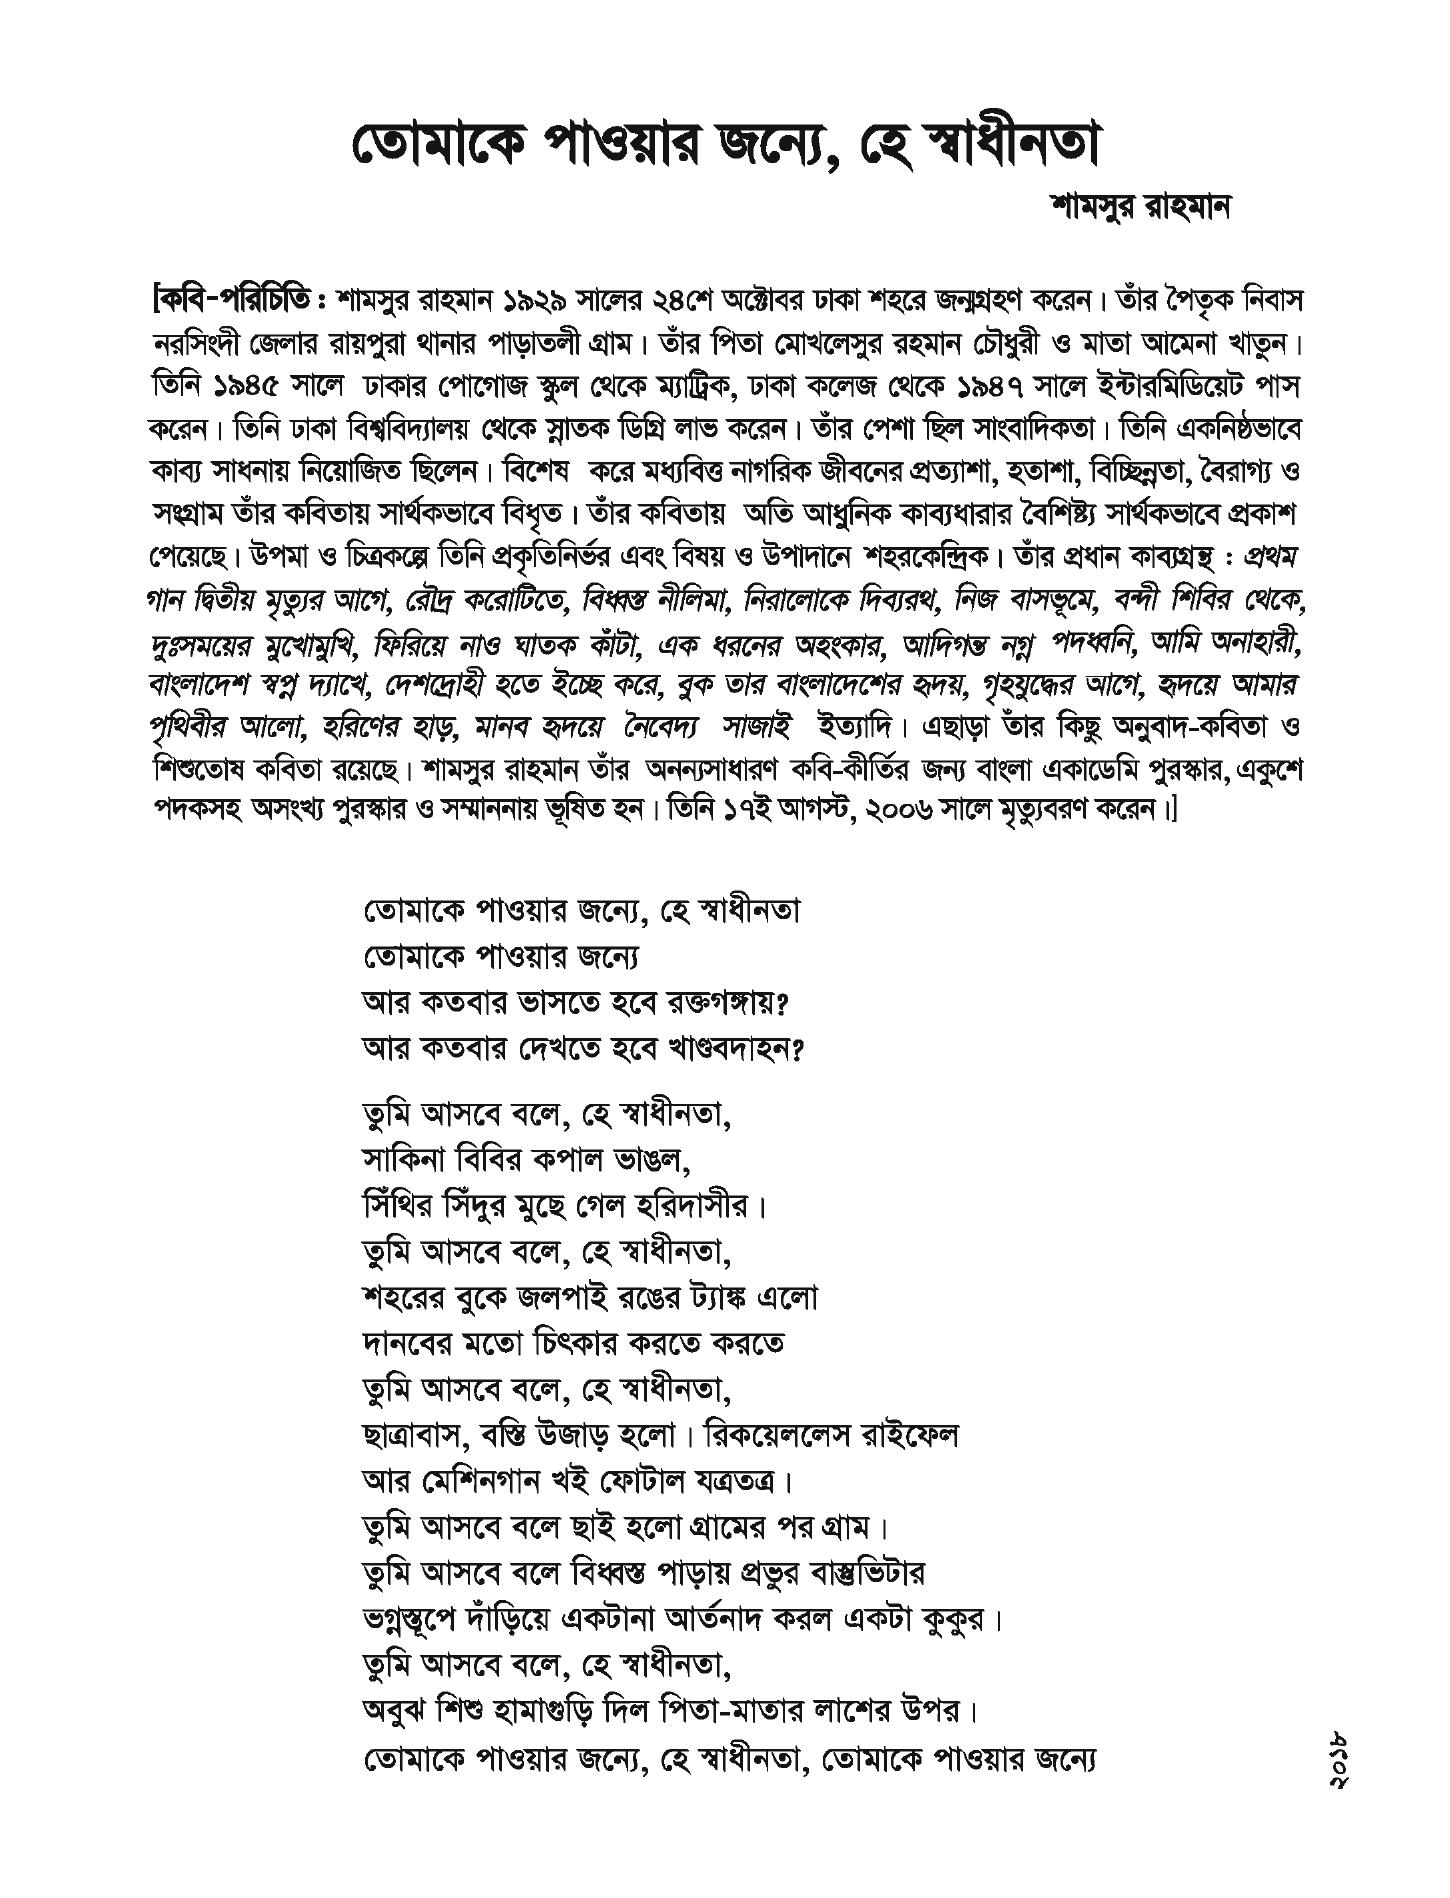 তোমাকে পাওয়ার জন্যে, হে স্বাধীনতা
শামসুর রাহমান
[কবি-পরিচিতি : শামসুর রাহমান ১৯২৯ সালের ২৪শে অক্টোবর ঢাকা শহরে জন্মগ্রহণ করেন। তাঁর পৈতৃক নিবাস
নরসিংদী জেলার রায়পুরা থানার পাড়াতলী গ্রাম। তাঁর পিতা মোখলেসুর রহমান চৌধুরী ও মাতা আমেনা খাতুন।
তিনি ১৯৪৫ সালে ঢাকার পোগোজ স্কুল থেকে ম্যাট্রিক, ঢাকা কলেজ থেকে ১৯৪৭ সালে ইন্টারমিডিয়েট পাস
করেন। তিনি ঢাকা বিশ্ববিদ্যালয় থেকে স্নাতক ডিগ্রি লাভ করেন। তাঁর পেশা ছিল সাংবাদিকতা। তিনি একনিষ্ঠভাবে
কাব্য সাধনায় নিয়োজিত ছিলেন। বিশেষ করে মধ্যবিত্ত নাগরিক জীবনের প্রত্যাশা, হতাশা, বিচ্ছিন্নতা, বৈরাগ্য ও
সংগ্রাম তাঁর কবিতায় সার্থকভাবে বিধৃত। তাঁর কবিতায় অতি আধুনিক কাব্যধারার বৈশিষ্ট্য সার্থকভাবে প্রকাশ
পেয়েছে। উপমা ও চিত্রকল্পে তিনি প্রকৃতিনির্ভর এবং বিষয় ও উপাদানে শহরকেন্দ্রিক। তাঁর প্রধান কাব্যগ্রন্থ : প্রথম
গান দ্বিতীয় মৃত্যুর আগে, রৌদ্র করোটিতে, বিধ্বস্ত নীলিমা, নিরালোকে দিব্যরথ, নিজ বাসভূমে, বন্দী শিবির থেকে,
দুঃসময়ের মুখোমুখি, ফিরিয়ে নাও ঘাতক কাঁটা, এক ধরনের অহংকার, আদিগন্ত নগ্ন পদধ্বনি, আমি অনাহারী,
বাংলাদেশ স্বপ্ন দ্যাখে, দেশদ্রোহী হতে ইচ্ছে করে, বুক তার বাংলাদেশের হৃদয়, গৃহযুদ্ধের আগে, হৃদয়ে আমার
পৃথিবীর আলো, হরিণের হাড়, মানব হৃদয়ে নৈবেদ্য সাজাই ইত্যাদি। এছাড়া তাঁর কিছু অনুবাদ-কবিতা ও
শিশুতোষ কবিতা রয়েছে। শামসুর রাহমান তাঁর অনন্যসাধারণ কবি-কীর্তির জন্য বাংলা একাডেমি পুরস্কার, একুশে
পদকসহ অসংখ্য পুরস্কার ও সম্মাননায় ভূষিত হন। তিনি ১৭ই আগস্ট, ২০০৬ সালে মৃত্যুবরণ করেন।]
তোমাকে পাওয়ার জন্যে, হে স্বাধীনতা
তোমাকে পাওয়ার জন্যে
আর কতবার ভাসতে হবে রক্তগঙ্গায়?
আর কতবার দেখতে হবে খাণ্ডবদাহন?
তুমি আসবে বলে, হে স্বাধীনতা,
সাকিনা বিবির কপাল ভাঙল,
সিঁথির সিঁদুর মুছে গেল হরিদাসীর।
তুমি আসবে বলে, হে স্বাধীনতা,
শহরের বুকে জলপাই রঙের ট্যাঙ্ক এলো
দানবের মতো চিৎকার করতে করতে
তুমি আসবে বলে, হে স্বাধীনতা,
ছাত্রাবাস, বস্তি উজাড় হলো। রিকয়েললেস রাইফেল
আর মেশিনগান খই ফোটাল যত্রতত্র।
তুমি আসবে বলে ছাই হলো গ্রামের পর গ্রাম।
তুমি আসবে বলে বিধ্বস্ত পাড়ায় প্রভুর বাস্তুভিটার
ভগ্নস্তূপে দাঁড়িয়ে একটানা আর্তনাদ করল একটা কুকুর।
তুমি আসবে বলে, হে স্বাধীনতা,
অবুঝ শিশু হামাগুড়ি দিল পিতা-মাতার লাশের উপর।
তোমাকে পাওয়ার জন্যে, হে স্বাধীনতা, তোমাকে পাওয়ার জন্যে
২০১৮